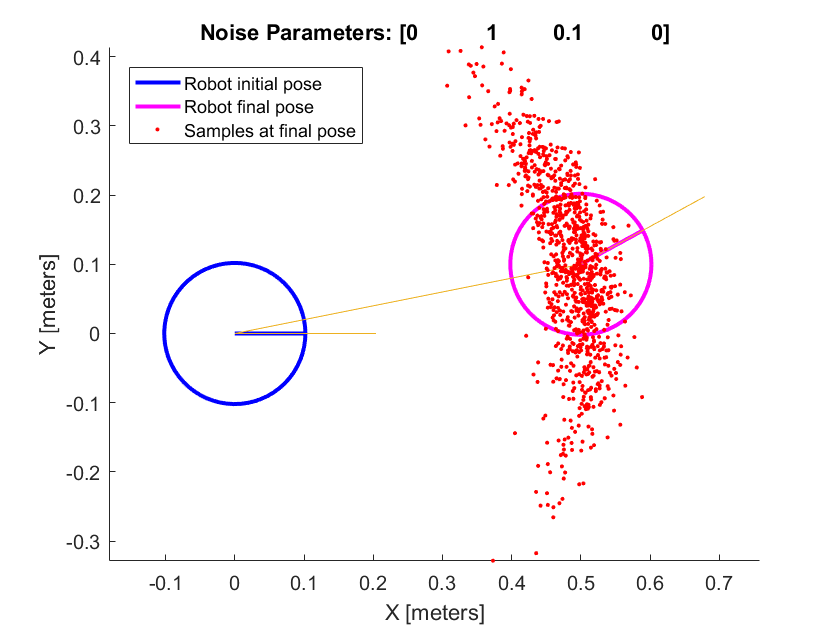 Noise Parameters: [0 1 0.1 0]
0.4
0.3
0.2
0.1
0
-0.1
-0.2
-0.3
Y [meters]
Robot initial pose
Robot final pose
Samples at final pose
-0.1 0 0.1 0.2 0.3 0.4 0.5 0.6 0.7
X [meters]